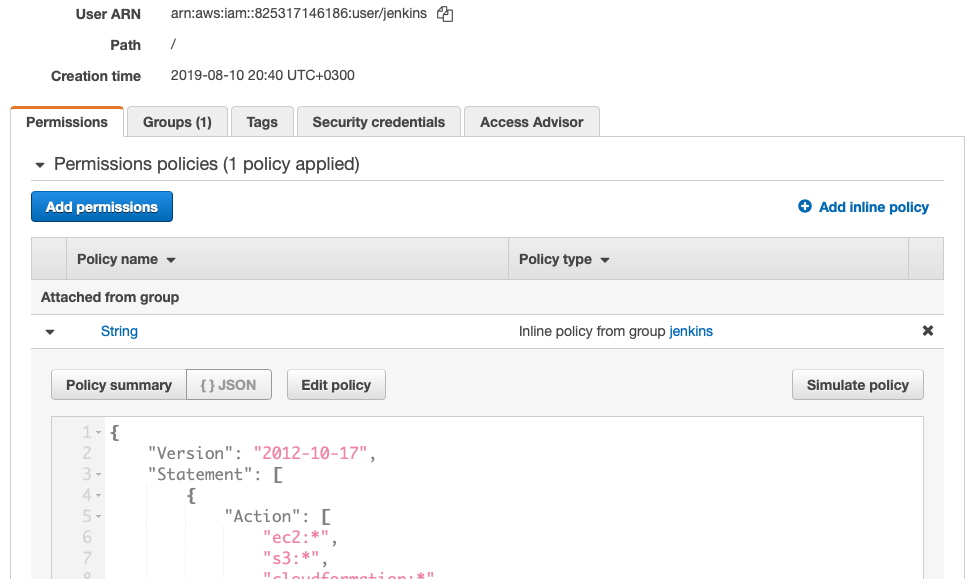 User ARN arn:aws:iam::825317146186:user/jenkins
Path /
Creation time 2019-08-10 20:40 UTC+0300
Permissions Groups (1) Tags Security credentials Access Advisor
Permissions policies (1 policy applied)
Add permissions Add inline policy
Policy name Policy type
Attached from group
String Inline policy from group jenkins
Policy summary { } JSON Edit policy Simulate policy
1 {
2 "Version": "2012-10-17",
3 "Statement": [
4 {
5 "Action": [
6 "ec2:*",
7 "s3:*",
8 "cloudformation:*"